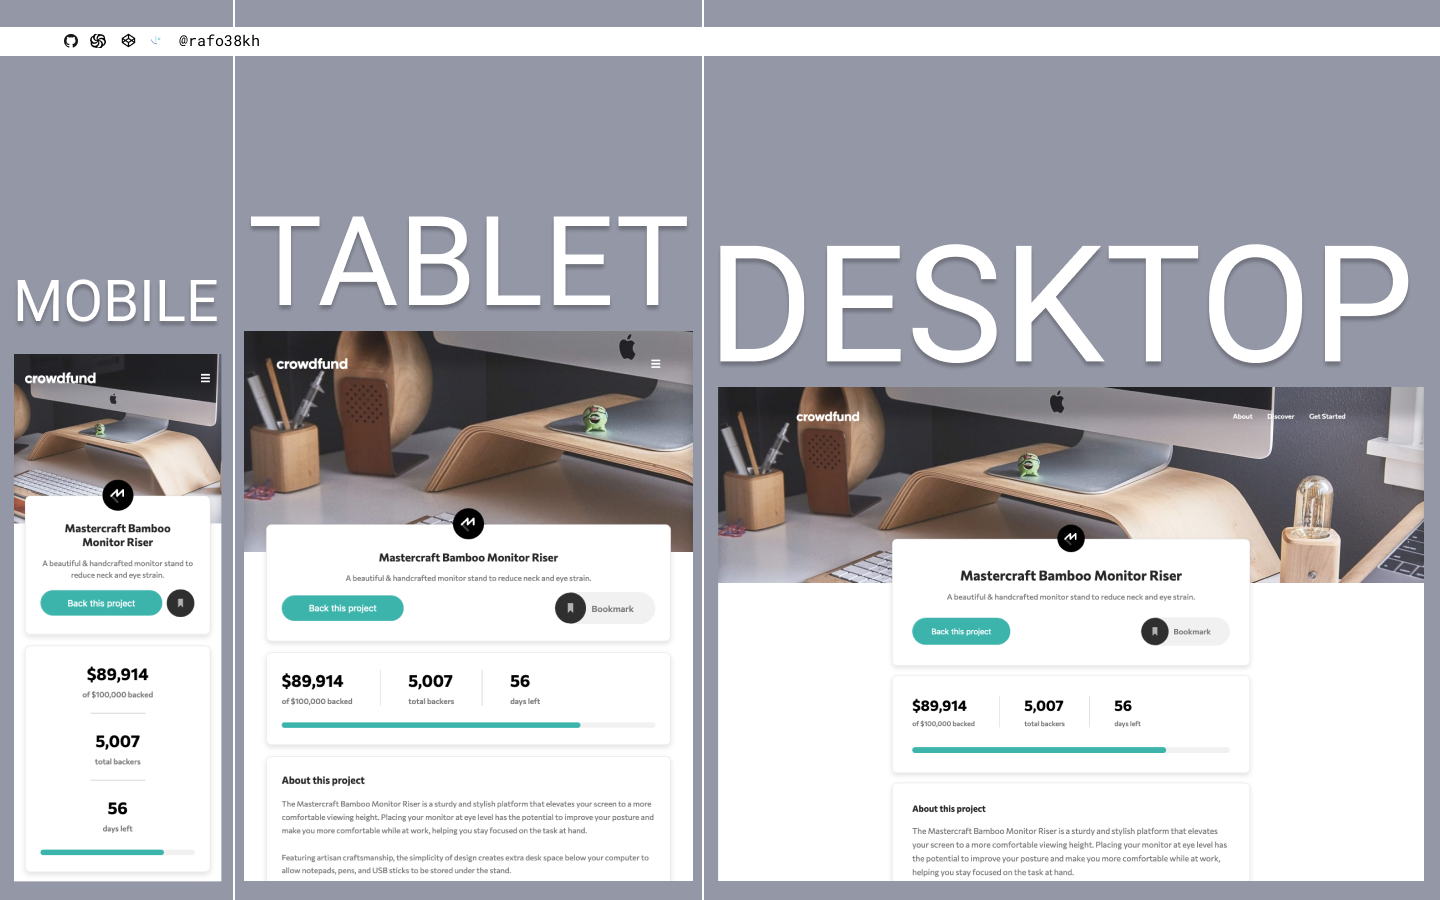 @rafo38kh
MOBILE
crowdfund
Mastercraft Bamboo
Monitor Riser
A beautiful & handcrafted monitor stand to
reduce neck and eye strain.
Back this project
$89,914
of $100,000 backed
5,007
total backers
56
days left
TABLET
crowdfund
Mastercraft Bamboo Monitor Riser
A beautiful & handcrafted monitor stand to reduce neck and eye strain.
Back this project
Bookmark
$89,914 5,007 56
of $100,000 backed total backers days left
About this project
The Mastercraft Bamboo Monitor Riser is a sturdy and stylish platform that elevates your screen to a more
comfortable viewing height. Placing your monitor at eye level has the potential to improve your posture and
make you more comfortable while at work, helping you stay focused on the task at hand.
Featuring artisan craftsmanship, the simplicity of design creates extra desk space below your computer to
allow notepads, pens, and USB sticks to be stored under the stand.
DESKTOP
crowdfund
About Discover Get Started
Mastercraft Bamboo Monitor Riser
A beautiful & handcrafted monitor stand to reduce neck and eye strain.
Back this project
Bookmark
$89,914 5,007 56
of $100,000 backed total backers days left
About this project
The Mastercraft Bamboo Monitor Riser is a sturdy and stylish platform that elevates
your screen to a more comfortable viewing height. Placing your monitor at eye level has
the potential to improve your posture and make you more comfortable while at work,
helping you stay focused on the task at hand.